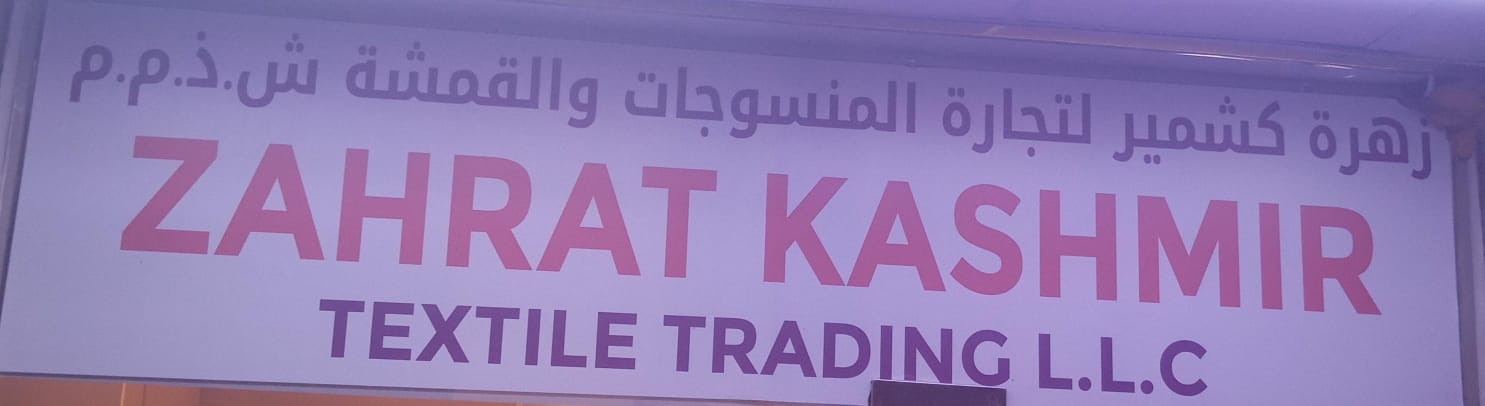 زهرة كشمير لتجارة المنسوجات والقمشة ش.ذ.م.م
ZAHRAT KASHMIR
TEXTILE TRADING L.L.C